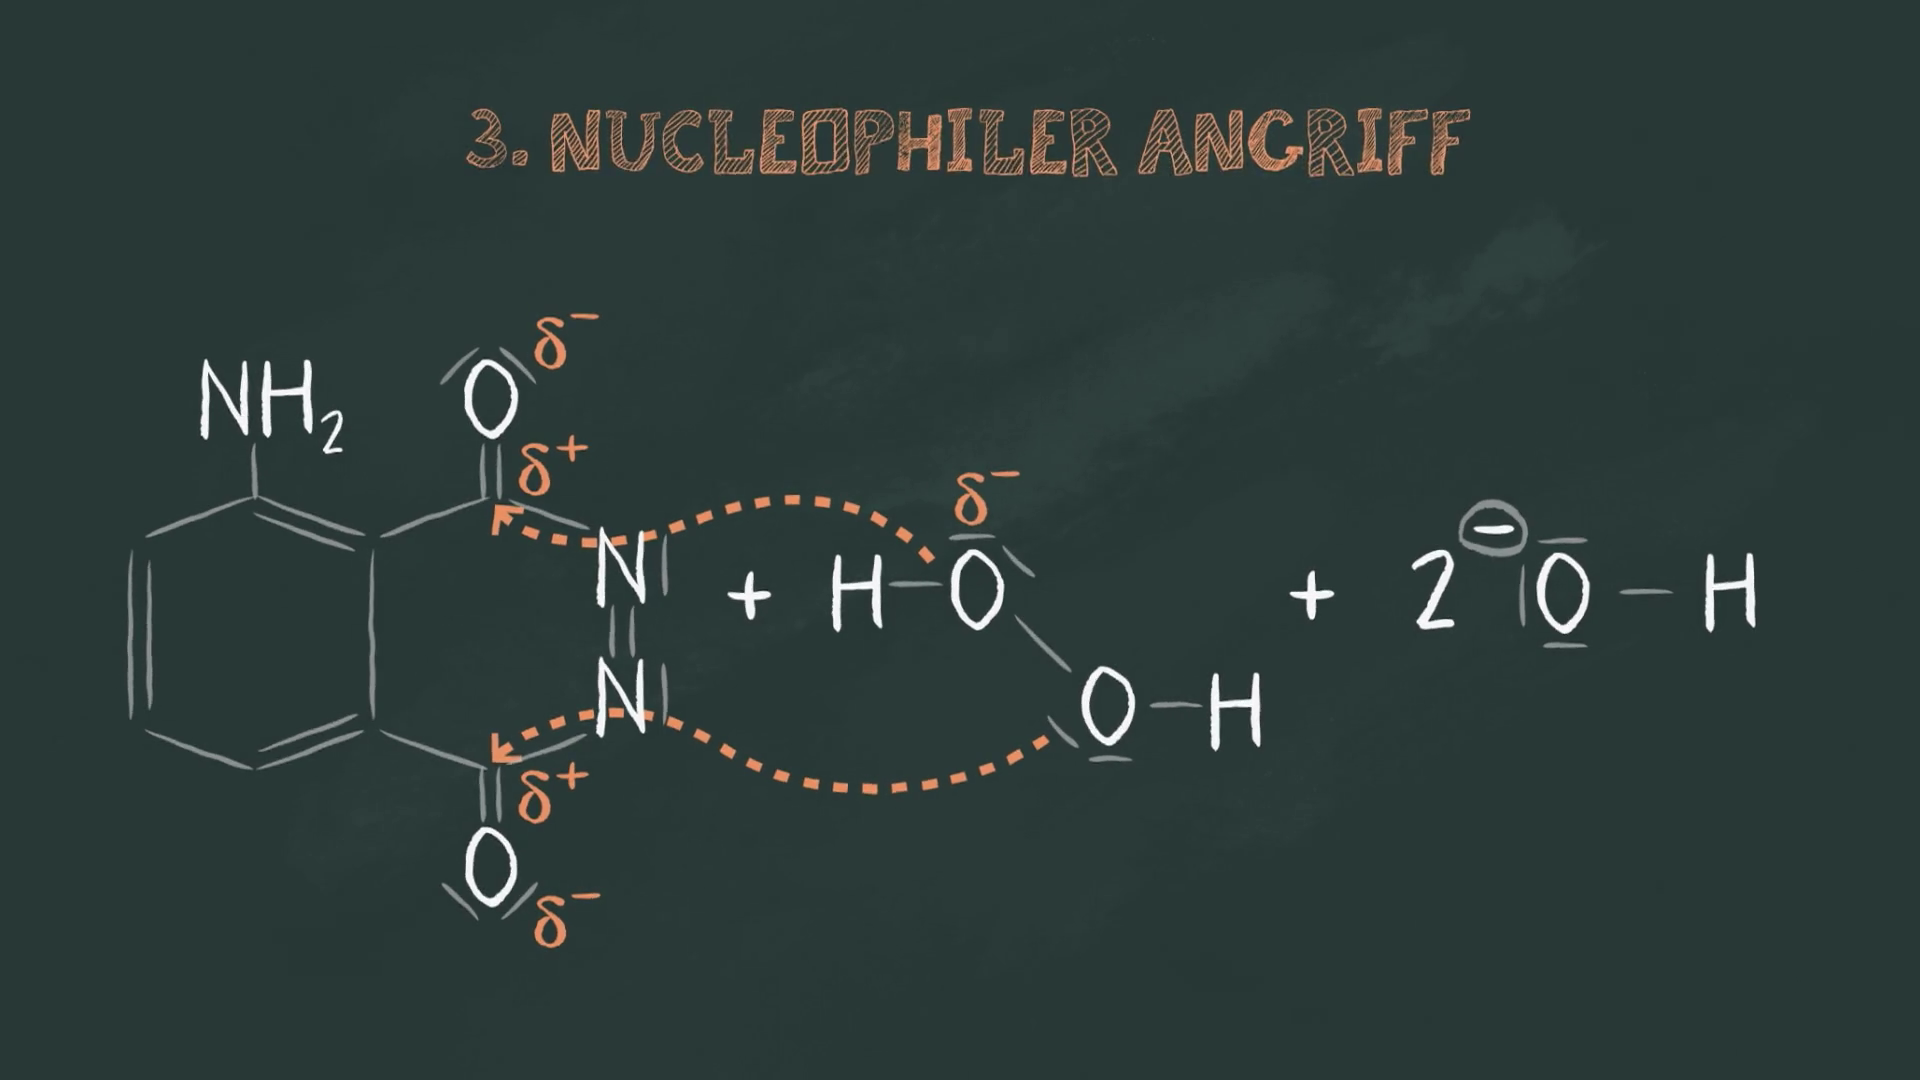 3. NUCLEOPHILER ANGRIFF
δ⁻
NH₂ O
δ⁺ δ⁻
N + H–O + 2 ⊖ O – H
N O–H
δ⁺
O
δ⁻